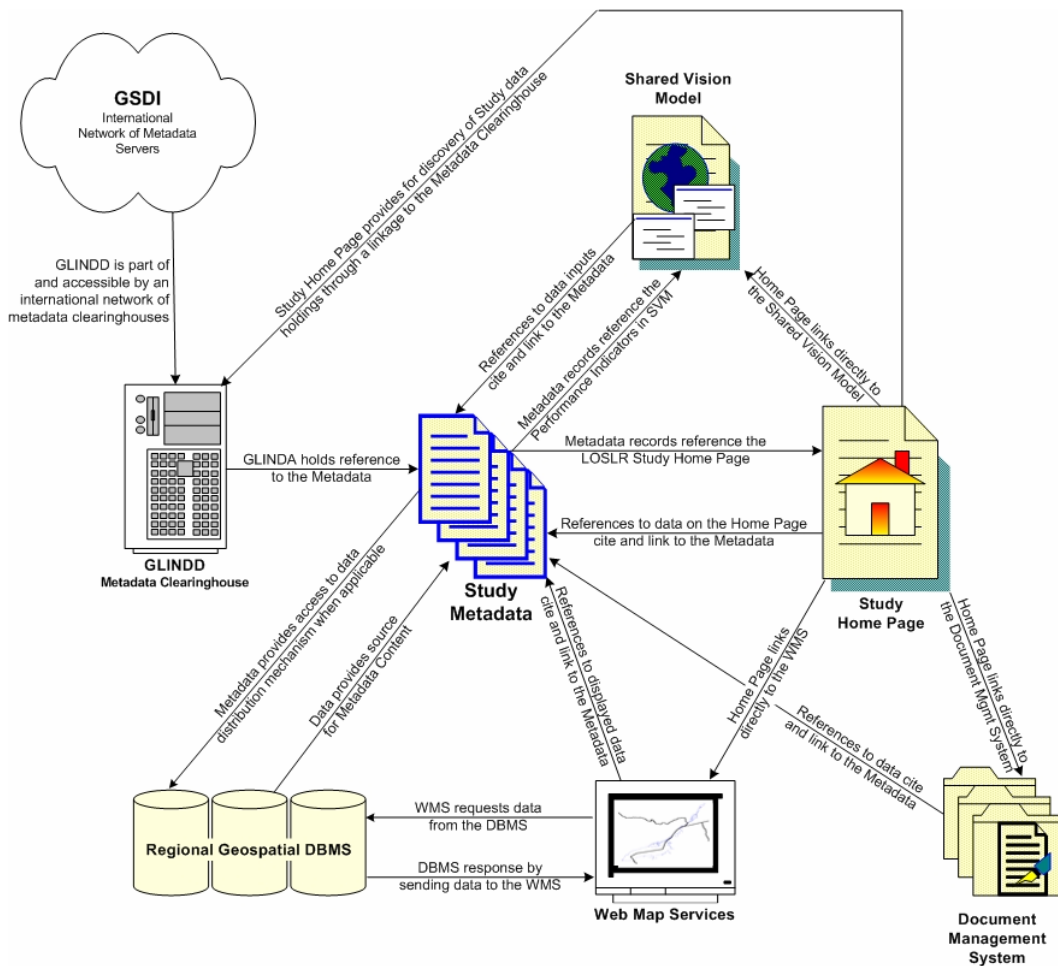 GSDI
International
Network of Metadata
Servers
Shared Vision
Model
GLINDD is part of
and accessible by an
international network of
metadata clearinghouses
Study Home Page provides for discovery of Study data
holdings through a linkage to the Metadata Clearinghouse
References to data inputs
cite and link to the Metadata
Metadata records reference the
Performance Indicators in SVM
Home Page links directly to
the Shared Vision Model
GLINDA holds reference
to the Metadata
Metadata records reference the
LOSLR Study Home Page
References to data on the Home Page
cite and link to the Metadata
GLINDD
Metadata Clearinghouse
Study
Metadata
Study
Home Page
Metadata provides access to data
distribution mechanism when applicable
Data provides source
for Metadata Content
References to displayed data
cite and link to the Metadata
Home Page links
directly to the WMS
References to data cite
and link to the Metadata
Home Page links directly to
the Document Mgmt System
WMS requests data
from the DBMS
Regional Geospatial DBMS
DBMS response by
sending data to the WMS
Web Map Services
Document
Management
System